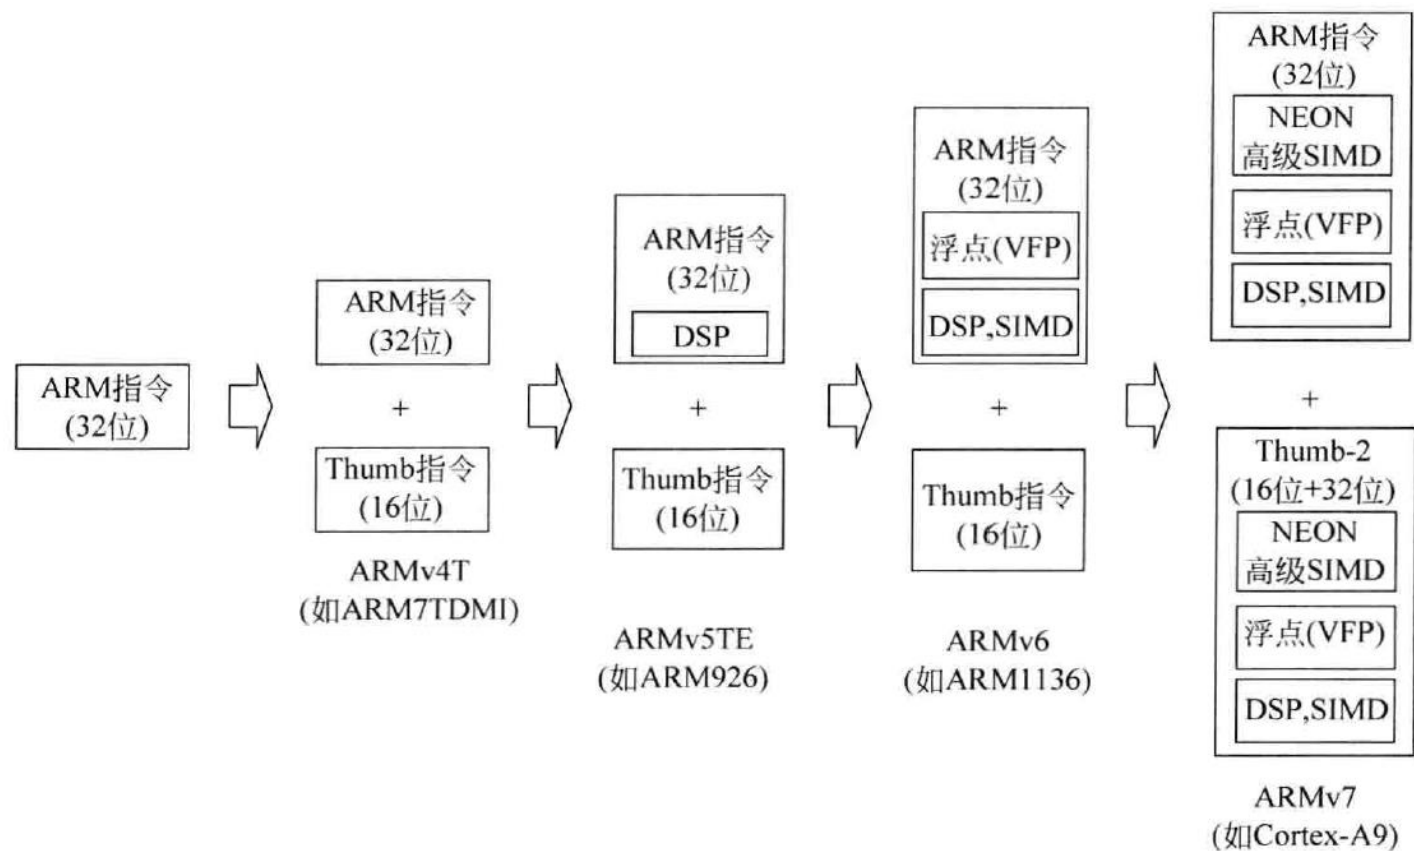 ARM指令
(32位)
ARM指令
(32位)
+
Thumb指令
(16位)
ARMv4T
(如ARM7TDMI)
ARM指令
(32位)
DSP
+
Thumb指令
(16位)
ARMv5TE
(如ARM926)
ARM指令
(32位)
浮点(VFP)
DSP,SIMD
+
Thumb指令
(16位)
ARMv6
(如ARM1136)
ARM指令
(32位)
NEON
高级SIMD
浮点(VFP)
DSP,SIMD
+
Thumb-2
(16位+32位)
NEON
高级SIMD
浮点(VFP)
DSP,SIMD
ARMv7
(如Cortex-A9)